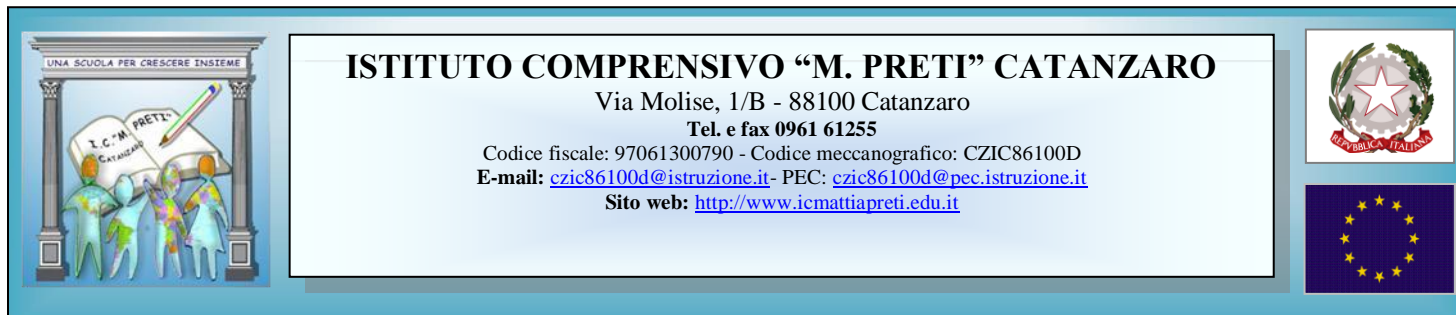 UNA SCUOLA PER CRESCERE INSIEME
I.C. "M. PRETI"
CATANZARO
ISTITUTO COMPRENSIVO “M. PRETI” CATANZARO
Via Molise, 1/B - 88100 Catanzaro
Tel. e fax 0961 61255
Codice fiscale: 97061300790 - Codice meccanografico: CZIC86100D
E-mail: czic86100d@istruzione.it- PEC: czic86100d@pec.istruzione.it
Sito web: http://www.icmattiapreti.edu.it
REPVBBLICA ITALIANA